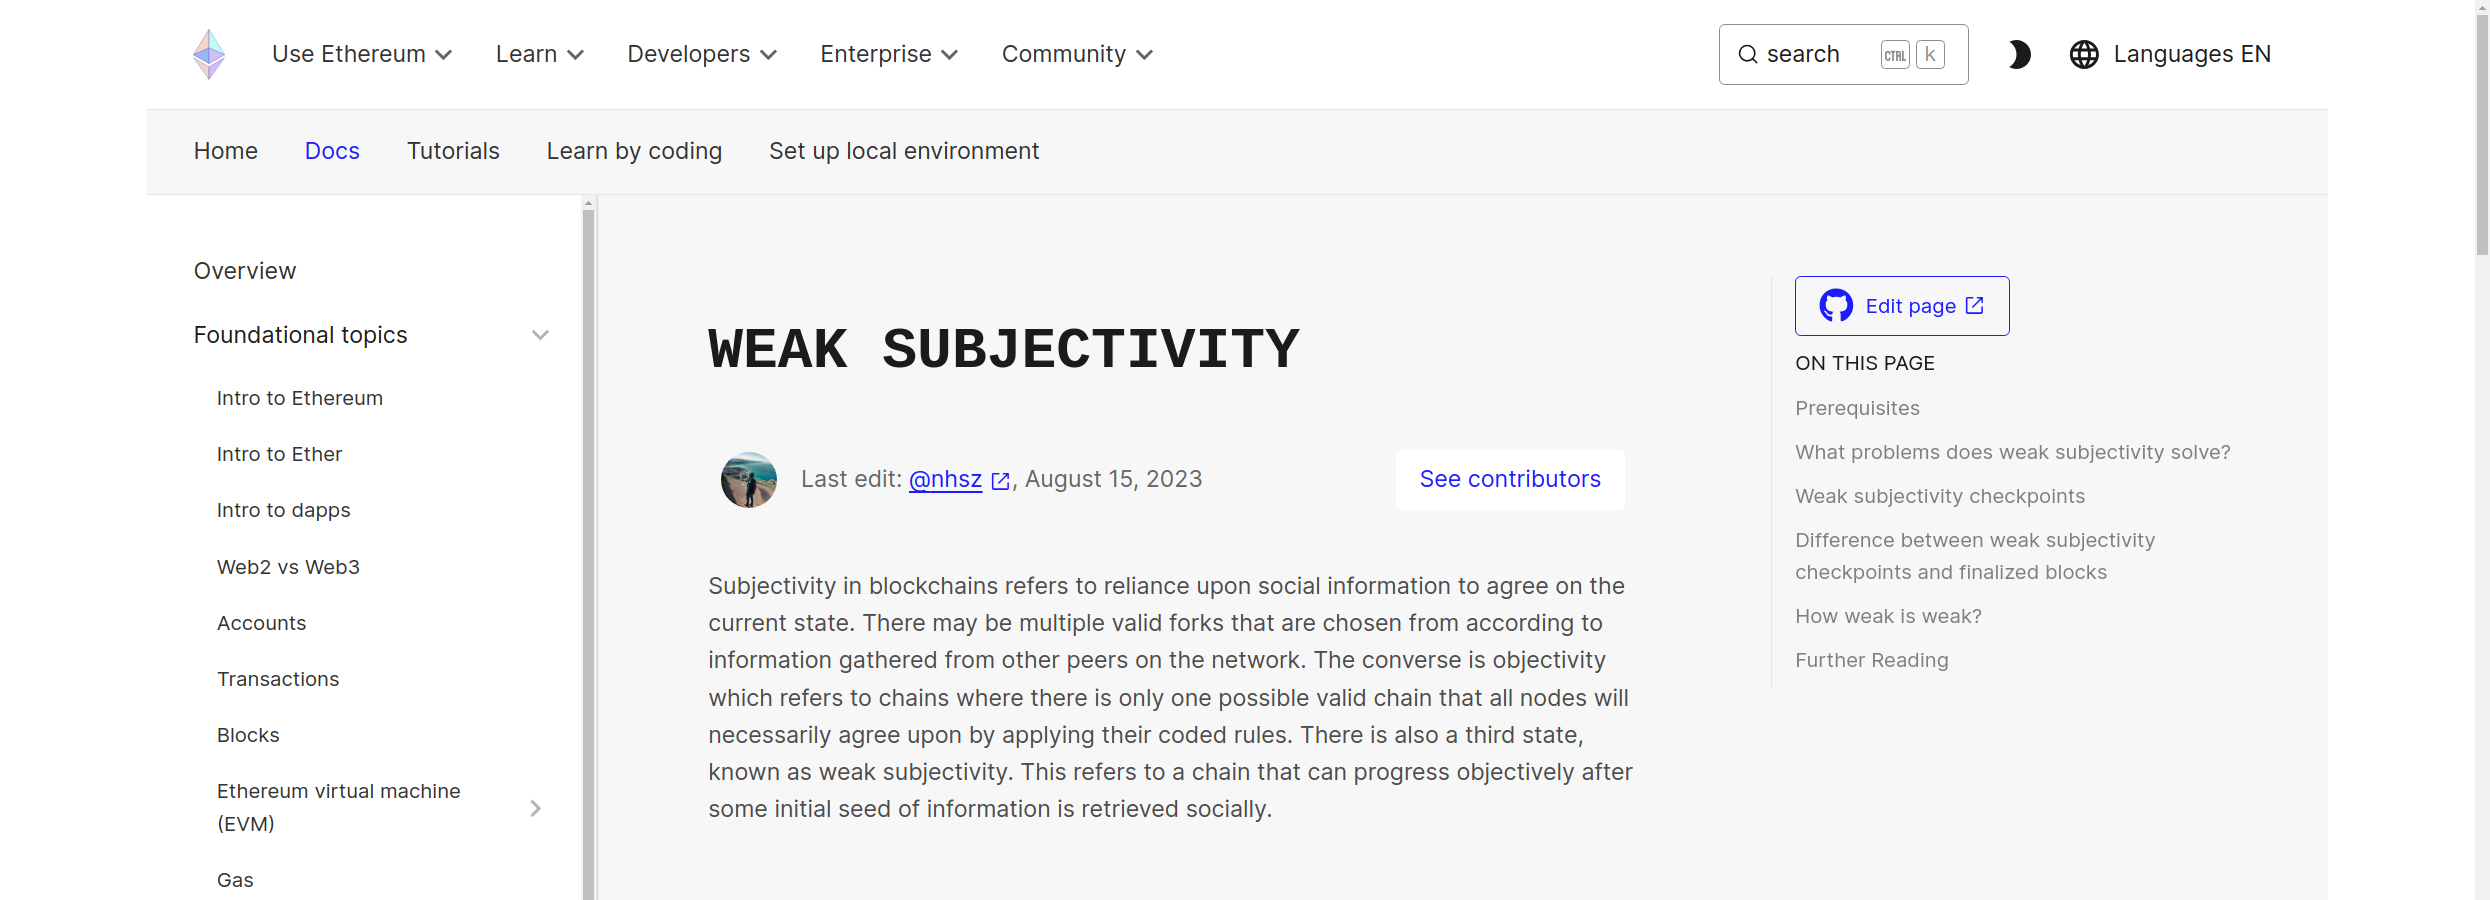 Use Ethereum Learn Developers Enterprise Community search CTRL k Languages EN
Home Docs Tutorials Learn by coding Set up local environment
Overview
Foundational topics
Intro to Ethereum
Intro to Ether
Intro to dapps
Web2 vs Web3
Accounts
Transactions
Blocks
Ethereum virtual machine
(EVM)
Gas
WEAK SUBJECTIVITY
Last edit: @nhsz, August 15, 2023
See contributors
Subjectivity in blockchains refers to reliance upon social information to agree on the
current state. There may be multiple valid forks that are chosen from according to
information gathered from other peers on the network. The converse is objectivity
which refers to chains where there is only one possible valid chain that all nodes will
necessarily agree upon by applying their coded rules. There is also a third state,
known as weak subjectivity. This refers to a chain that can progress objectively after
some initial seed of information is retrieved socially.
Edit page
ON THIS PAGE
Prerequisites
What problems does weak subjectivity solve?
Weak subjectivity checkpoints
Difference between weak subjectivity
checkpoints and finalized blocks
How weak is weak?
Further Reading